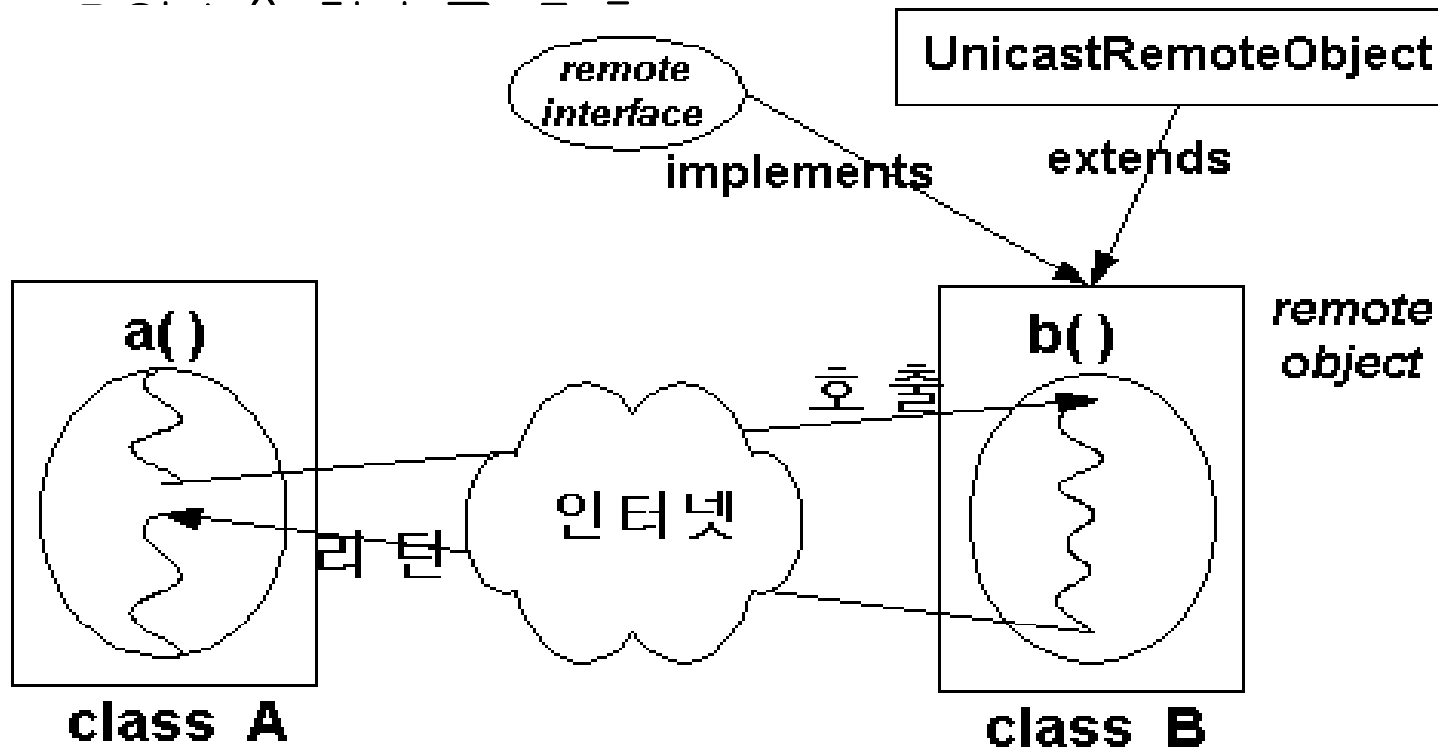 remote
interface
UnicastRemoteObject
implements
extends
a()
b()
remote
object
호 출
인 터 넷
리 턴
class A
class B